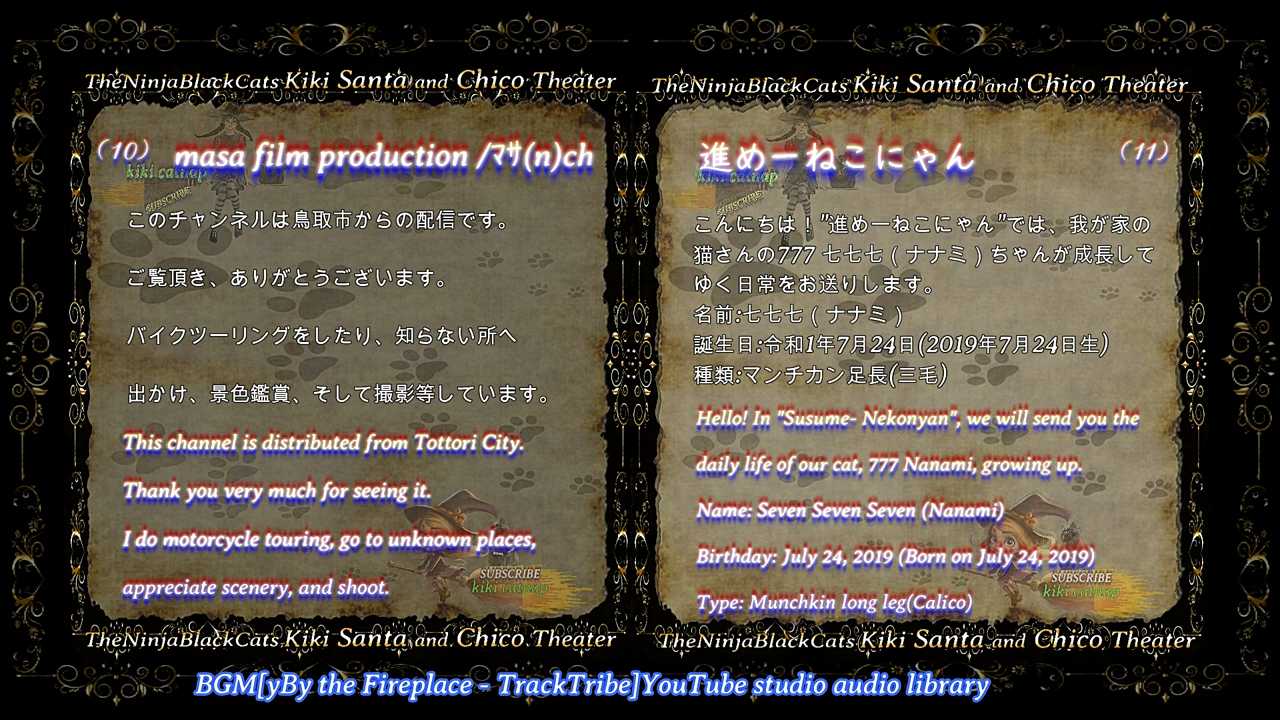 TheNinjaBlackCats Kiki Santa and Chico Theater
(10) masa film production /ﾏｻ(n)ch
kiki catnap
SUBSCRIBE
このチャンネルは鳥取市からの配信です。
ご覧頂き、ありがとうございます。
バイクツーリングをしたり、知らない所へ
出かけ、景色鑑賞、そして撮影等しています。
This channel is distributed from Tottori City.
Thank you very much for seeing it.
I do motorcycle touring, go to unknown places,
appreciate scenery, and shoot.
SUBSCRIBE
kiki catnap
TheNinjaBlackCats Kiki Santa and Chico Theater
TheNinjaBlackCats Kiki Santa and Chico Theater
進めーねこにゃん (11)
kiki catnap
SUBSCRIBE
こんにちは！"進めーねこにゃん"では、我が家の
猫さんの777 七七七（ナナミ）ちゃんが成長して
ゆく日常をお送りします。
名前:七七七（ナナミ）
誕生日:令和1年7月24日(2019年7月24日生)
種類:マンチカン足長(三毛)
Hello! In "Susume- Nekonyan", we will send you the
daily life of our cat, 777 Nanami, growing up.
Name: Seven Seven Seven (Nanami)
Birthday: July 24, 2019 (Born on July 24, 2019)
Type: Munchkin long leg(Calico)
SUBSCRIBE
kiki catnap
TheNinjaBlackCats Kiki Santa and Chico Theater
BGM[yBy the Fireplace - TrackTribe]YouTube studio audio library